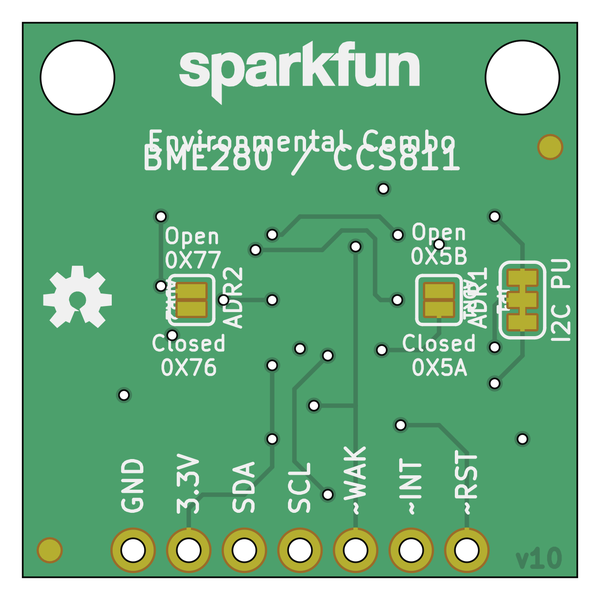 sparkfun
Environmental Combo
BME280 / CCS811
Open
0X77
ADR2
Closed
0X76
Open
0X5B
ADR1
Closed
0X5A
I2C PU
GND
3.3V
SDA
SCL
~WAK
~INT
~RST
v10